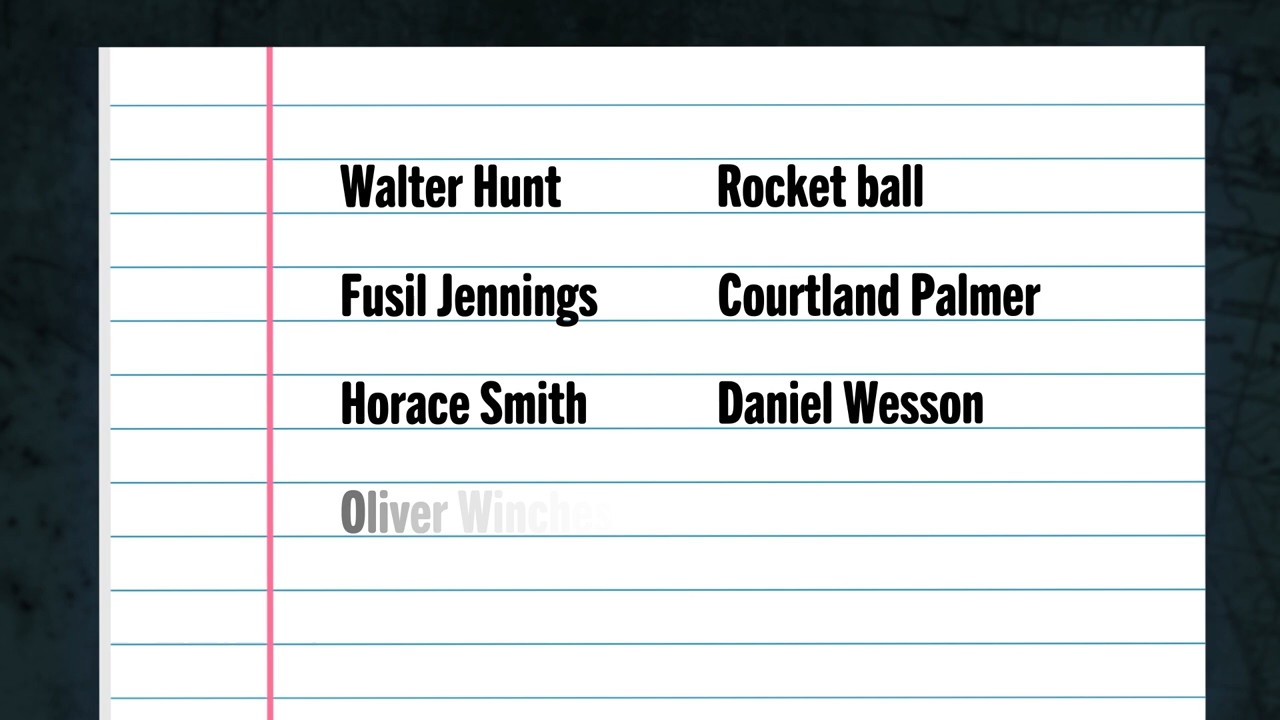 Walter Hunt Rocket ball
Fusil Jennings Courtland Palmer
Horace Smith Daniel Wesson
Oliver